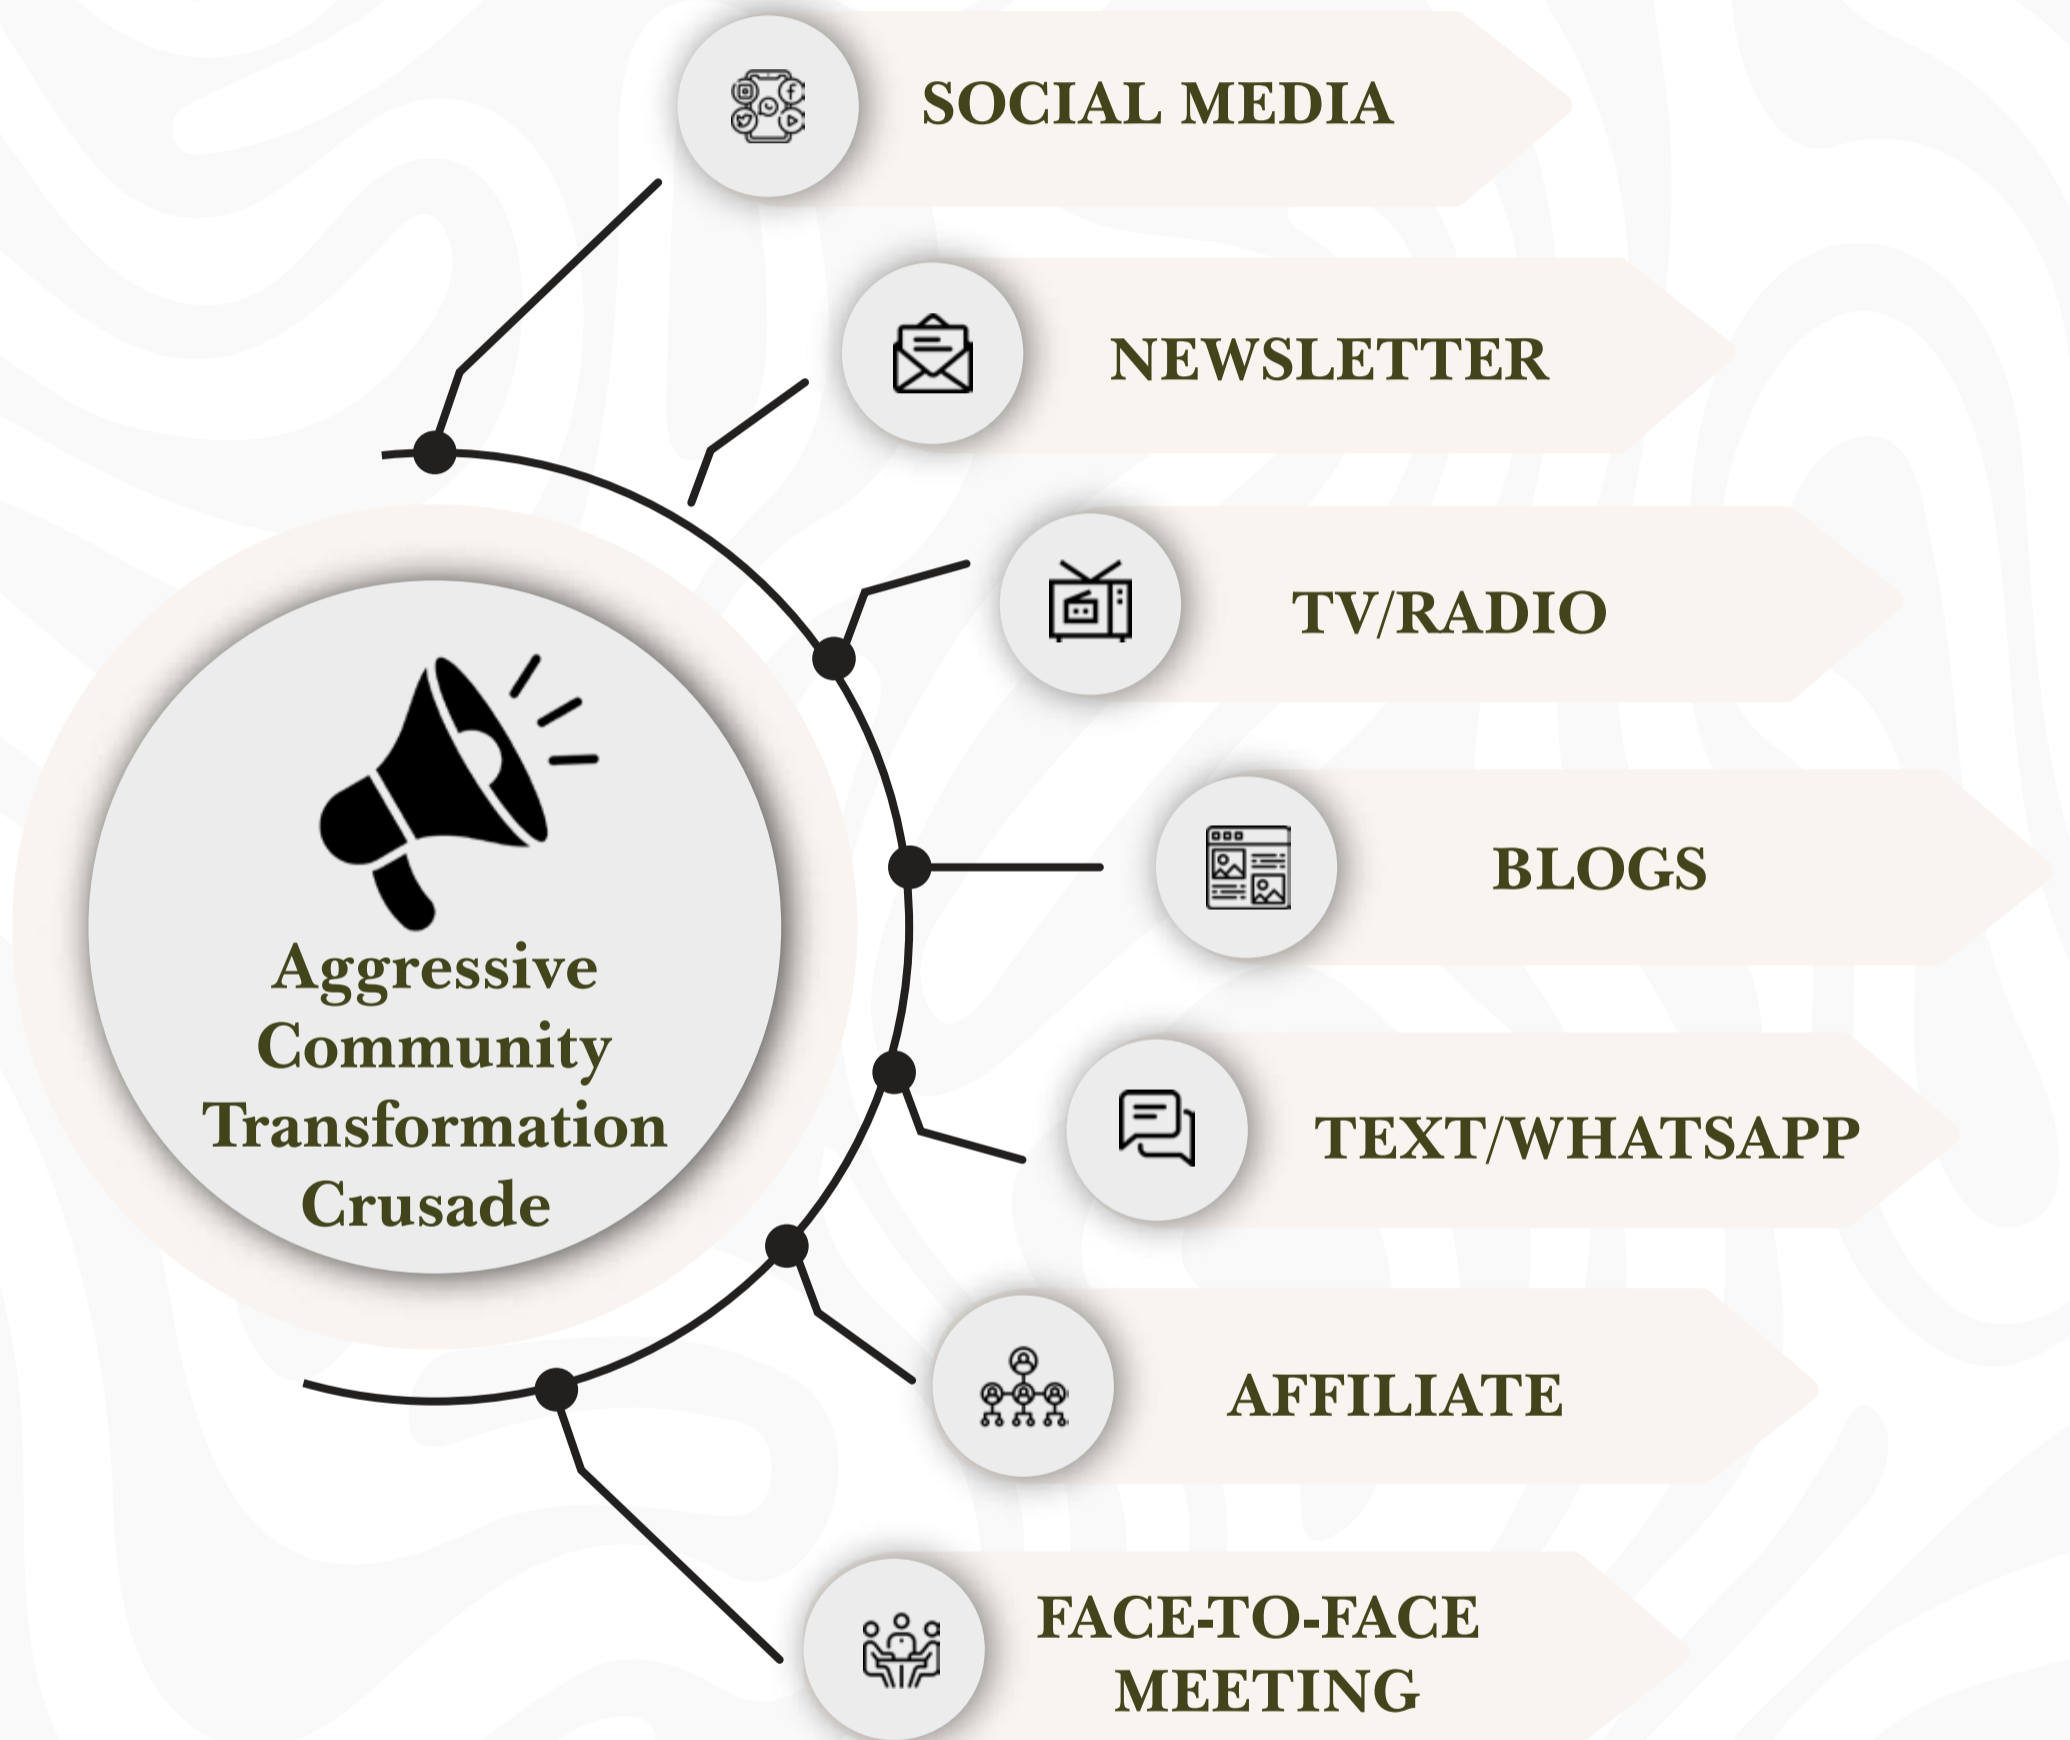 SOCIAL MEDIA
NEWSLETTER
TV/RADIO
BLOGS
Aggressive
Community
Transformation
Crusade
TEXT/WHATSAPP
AFFILIATE
FACE-TO-FACE
MEETING